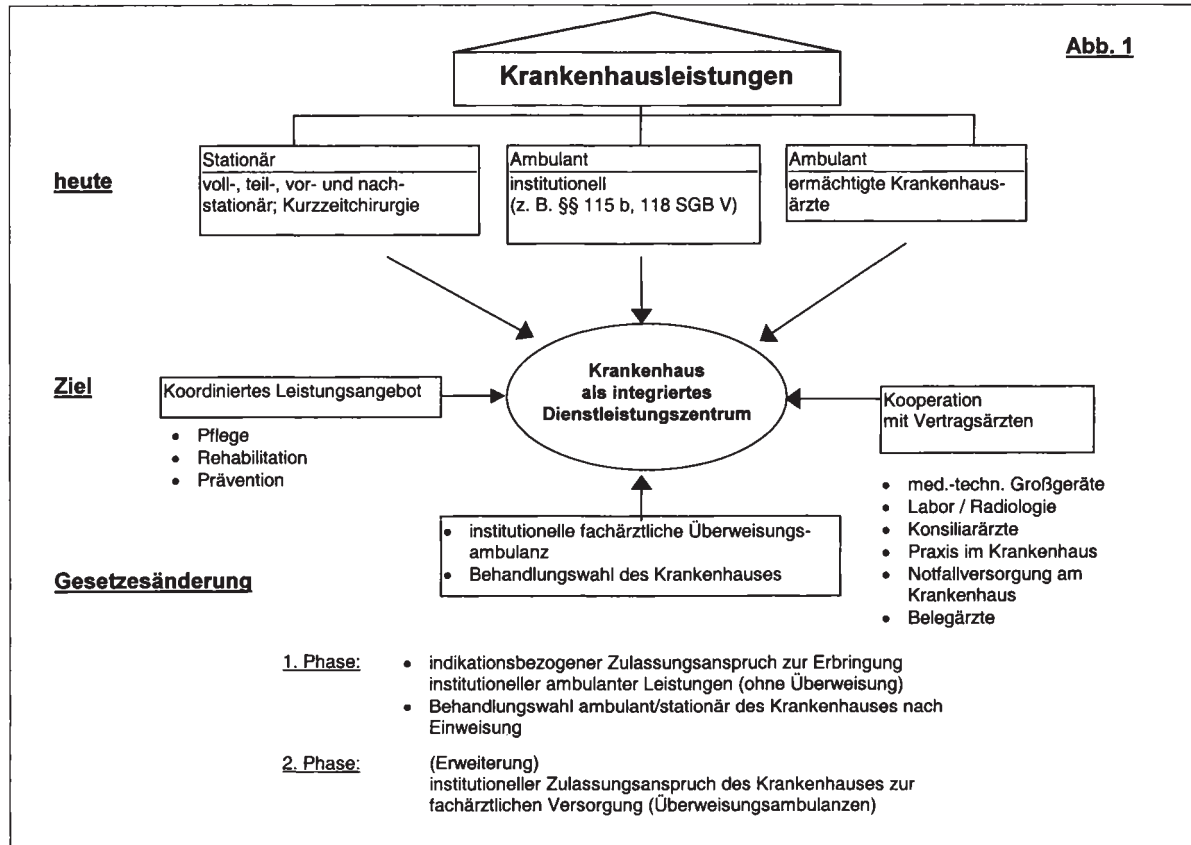 Abb. 1
Krankenhausleistungen
heute
Stationär
voll-, teil-, vor- und nach-
stationär; Kurzzeitchirurgie
Ambulant
institutionell
(z. B. §§ 115 b, 118 SGB V)
Ambulant
ermächtigte Krankenhaus-
ärzte
Ziel
Koordiniertes Leistungsangebot
• Pflege
• Rehabilitation
• Prävention
Krankenhaus
als integriertes
Dienstleistungszentrum
Kooperation
mit Vertragsärzten
• med.-techn. Großgeräte
• Labor / Radiologie
• Konsiliarärzte
• Praxis im Krankenhaus
• Notfallversorgung am
Krankenhaus
• Belegärzte
Gesetzesänderung
• institutionelle fachärztliche Überweisungs-
ambulanz
• Behandlungswahl des Krankenhauses
1. Phase:
• indikationsbezogener Zulassungsanspruch zur Erbringung
institutioneller ambulanter Leistungen (ohne Überweisung)
• Behandlungswahl ambulant/stationär des Krankenhauses nach
Einweisung
2. Phase:
(Erweiterung)
institutioneller Zulassungsanspruch des Krankenhauses zur
fachärztlichen Versorgung (Überweisungsambulanzen)